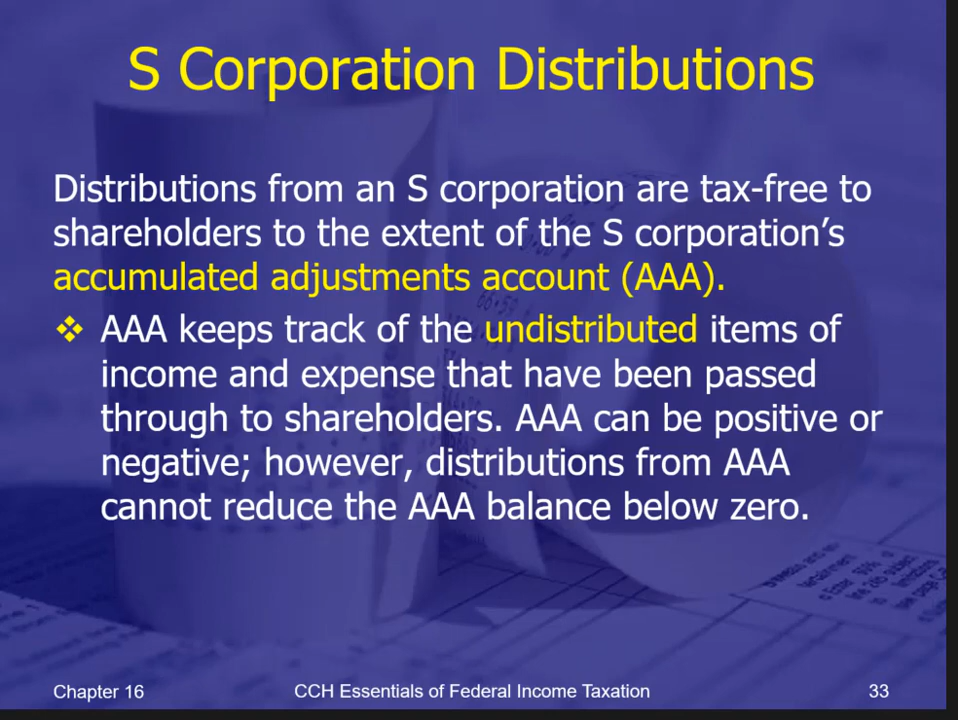 S Corporation Distributions
Distributions from an S corporation are tax-free to
shareholders to the extent of the S corporation’s
accumulated adjustments account (AAA).
❖ AAA keeps track of the undistributed items of
income and expense that have been passed
through to shareholders. AAA can be positive or
negative; however, distributions from AAA
cannot reduce the AAA balance below zero.
Chapter 16
CCH Essentials of Federal Income Taxation
33